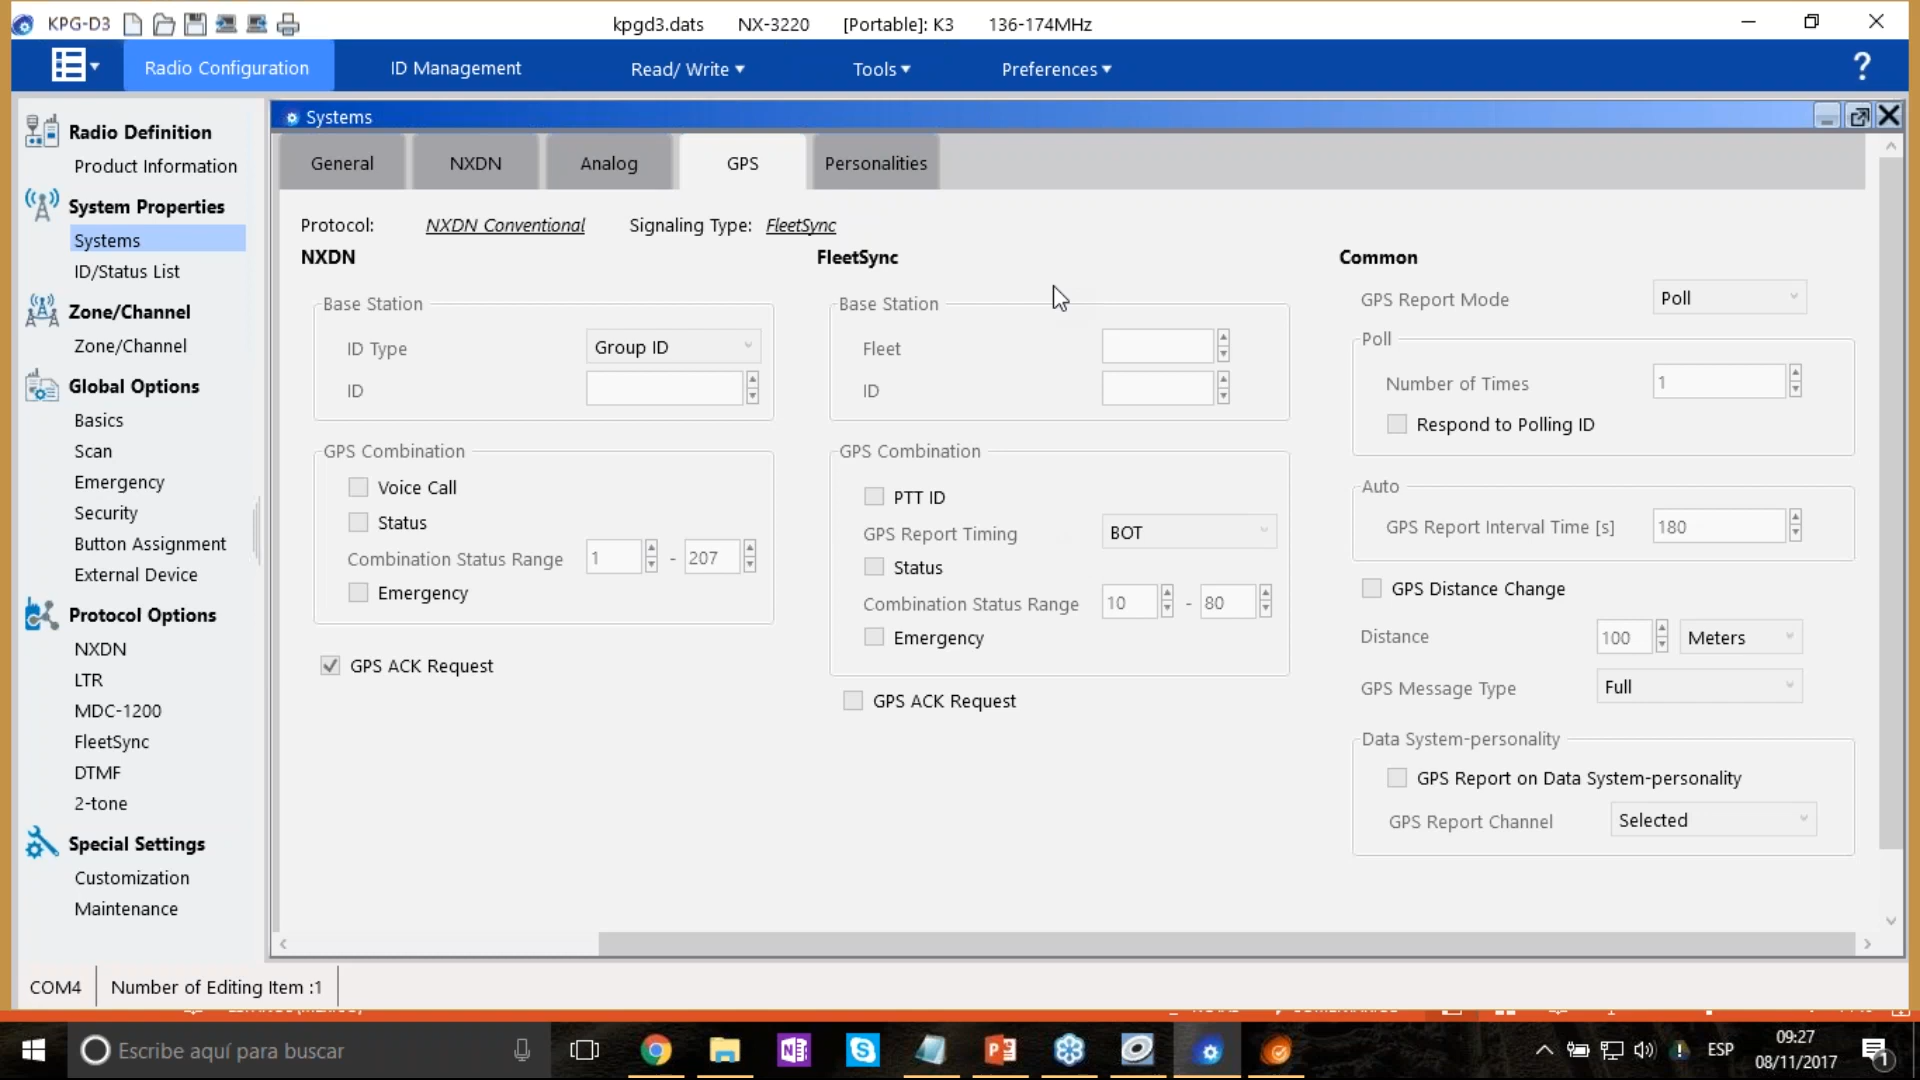 KPG-D3 kpgd3.dats NX-3220 [Portable]: K3 136-174MHz
Radio Configuration ID Management Read/ Write Tools Preferences ?
Systems
Radio Definition
Product Information
System Properties
Systems
ID/Status List
Zone/Channel
Zone/Channel
Global Options
Basics
Scan
Emergency
Security
Button Assignment
External Device
Protocol Options
NXDN
LTR
MDC-1200
FleetSync
DTMF
2-tone
Special Settings
Customization
Maintenance
General NXDN Analog GPS Personalities
Protocol: NXDN Conventional Signaling Type: FleetSync
NXDN
Base Station
ID Type Group ID
ID
GPS Combination
Voice Call
Status
Combination Status Range 1 - 207
Emergency
GPS ACK Request
FleetSync
Base Station
Fleet
ID
GPS Combination
PTT ID
GPS Report Timing BOT
Status
Combination Status Range 10 - 80
Emergency
GPS ACK Request
Common
GPS Report Mode Poll
Poll
Number of Times 1
Respond to Polling ID
Auto
GPS Report Interval Time [s] 180
GPS Distance Change
Distance 100 Meters
GPS Message Type Full
Data System-personality
GPS Report on Data System-personality
GPS Report Channel Selected
COM4 Number of Editing Item :1
Escribe aquí para buscar
ESP
09:27
08/11/2017
1